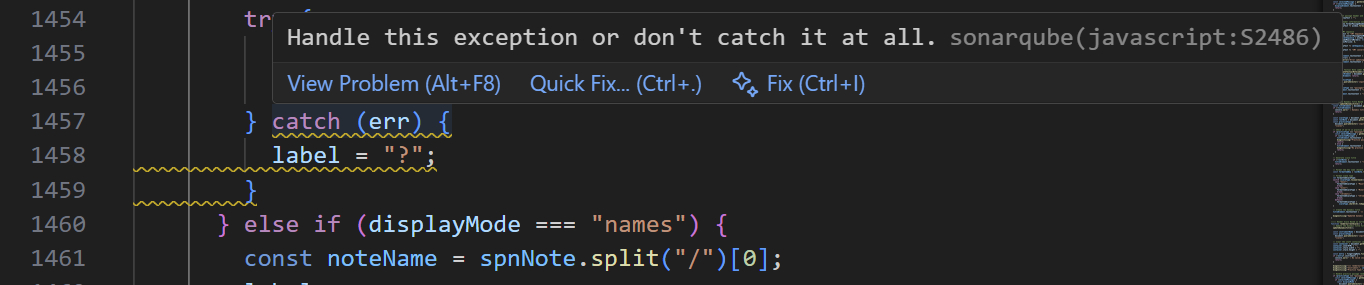 1454 try {
Handle this exception or don't catch it at all. sonarqube(javascript:S2486)
1455
View Problem (Alt+F8) Quick Fix... (Ctrl+.) Fix (Ctrl+I)
1456
1457 } catch (err) {
1458 label = "?";
1459 }
1460 } else if (displayMode === "names") {
1461 const noteName = spnNote.split("/")[0];